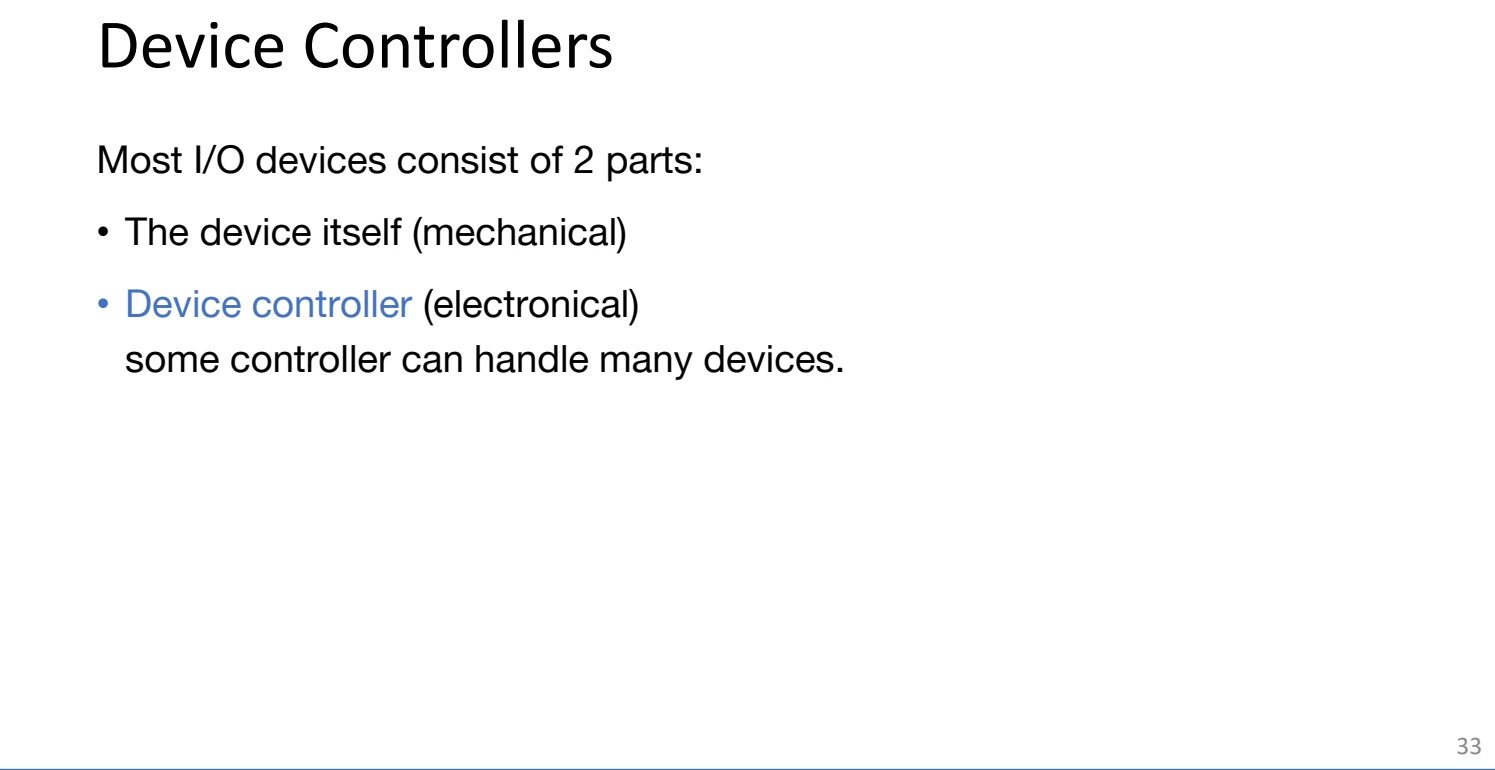 Device Controllers
Most I/O devices consist of 2 parts:
• The device itself (mechanical)
• Device controller (electronical)
some controller can handle many devices.
33